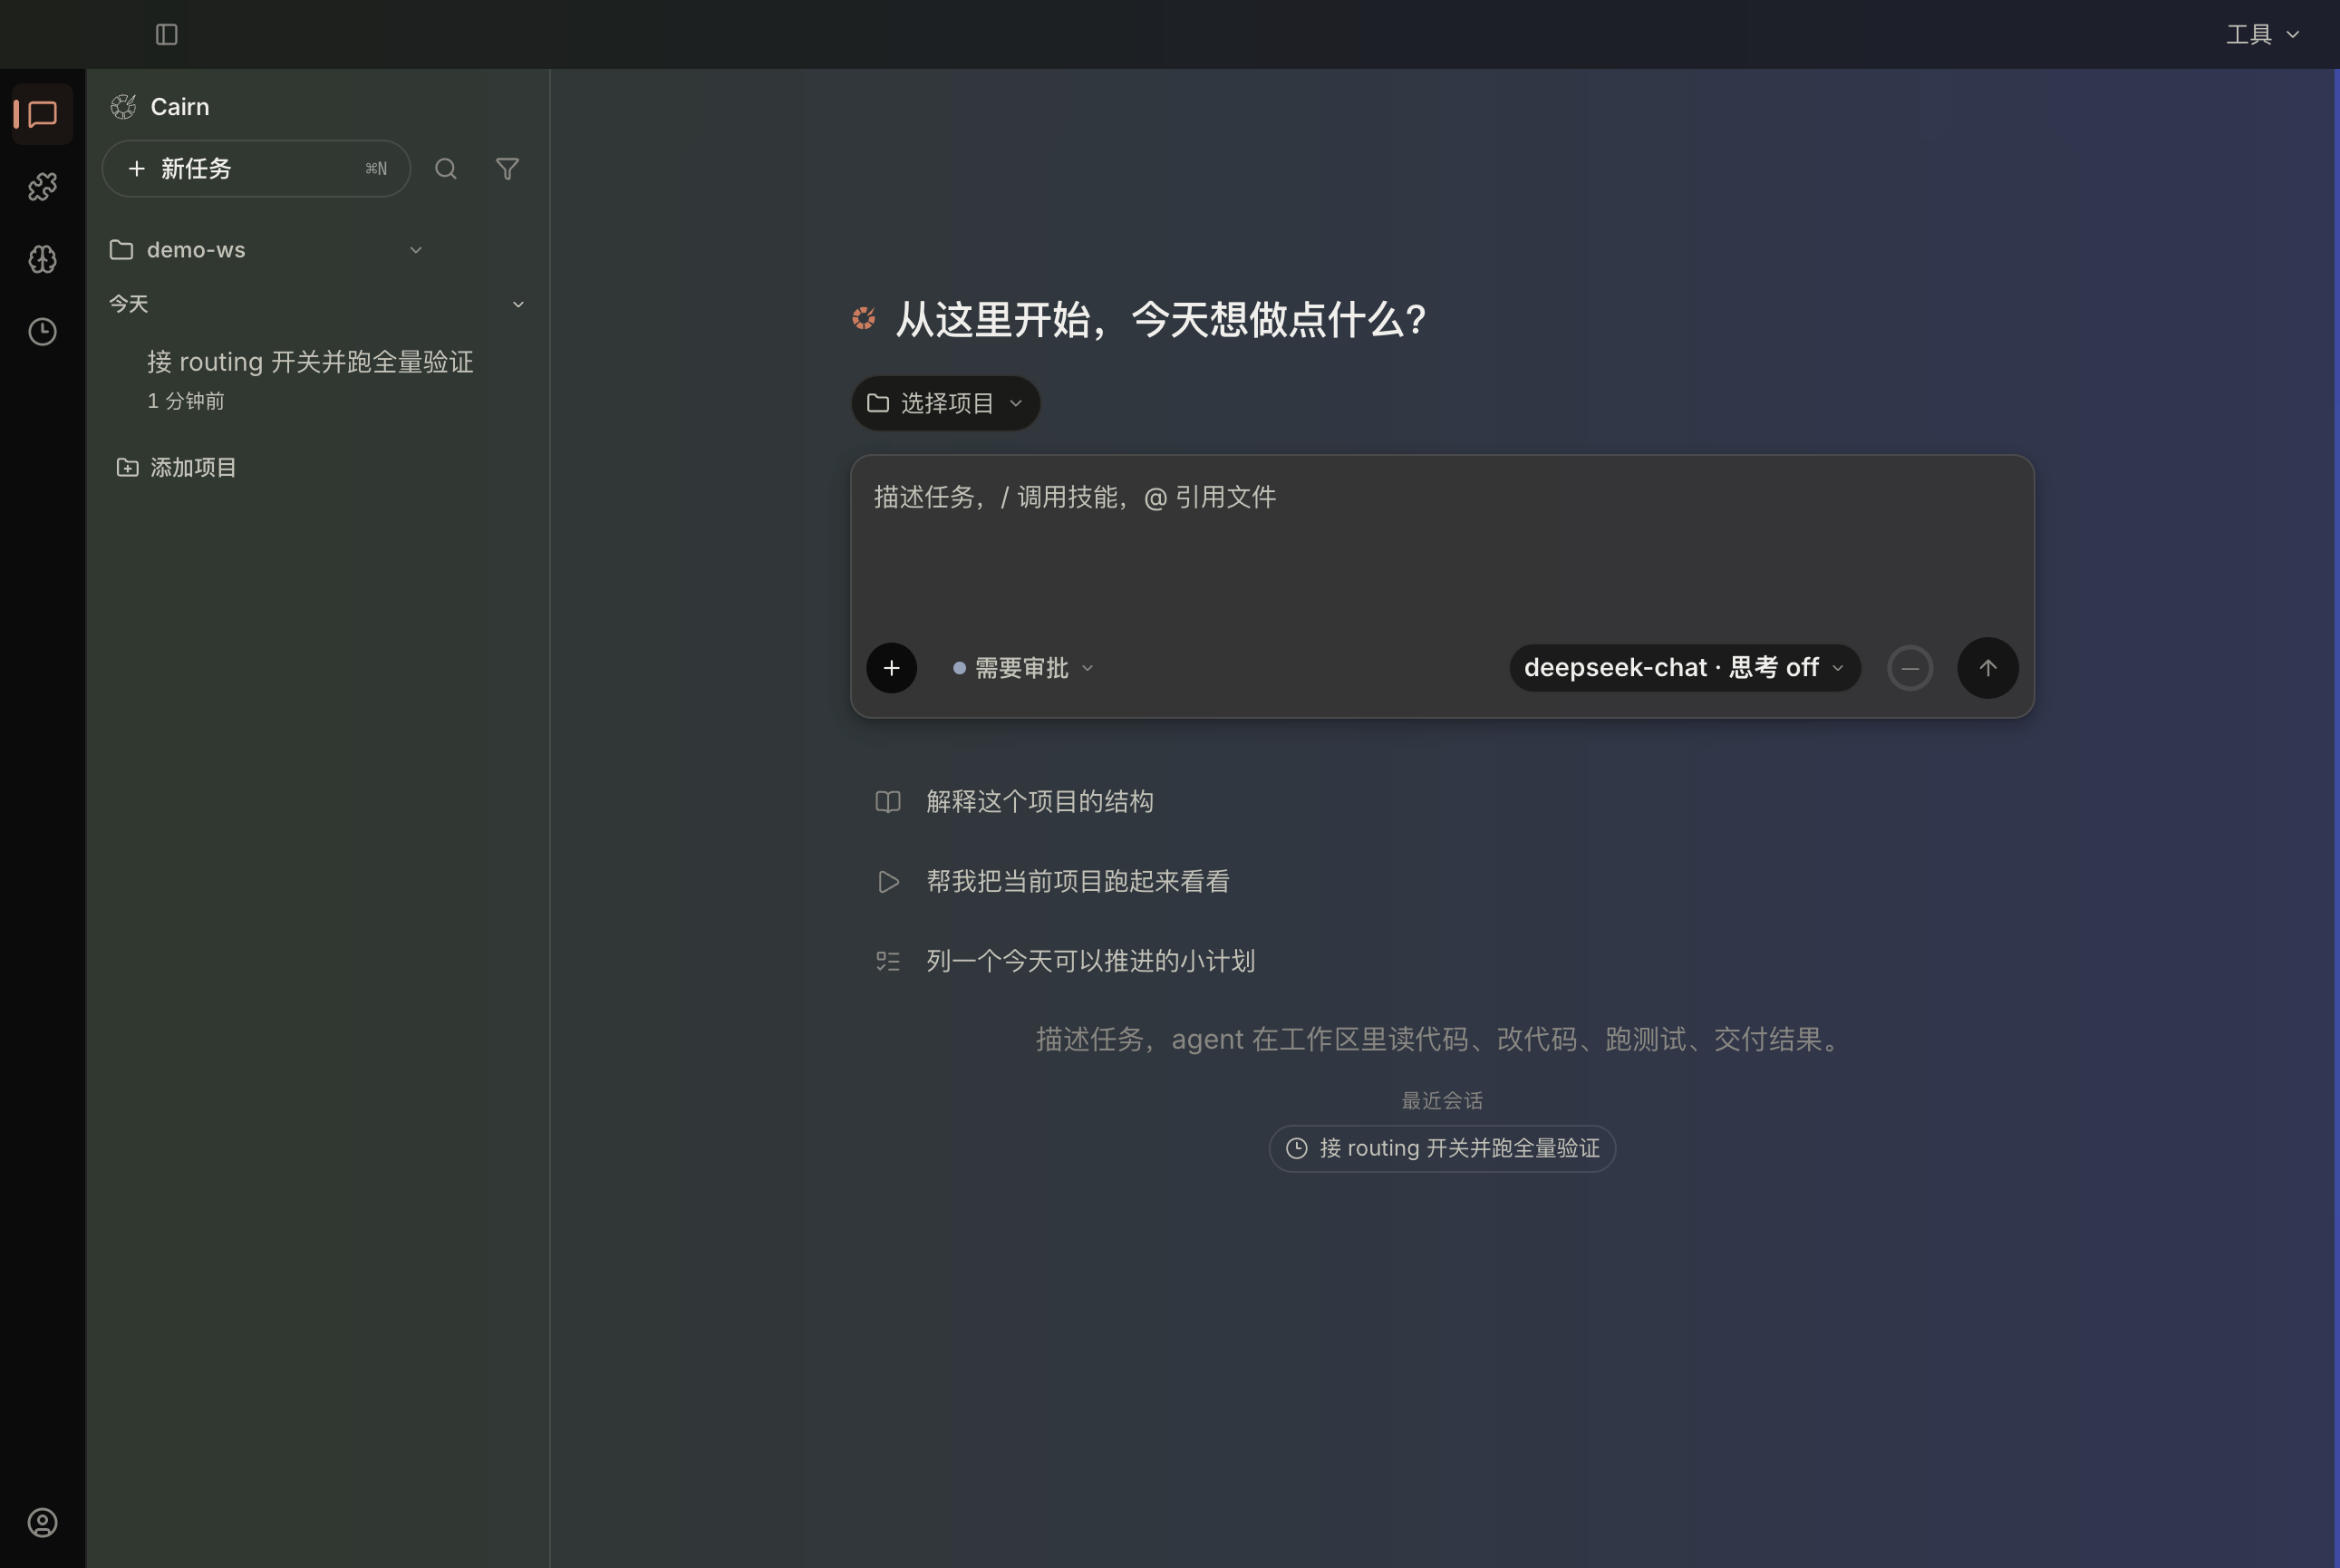 工具
Cairn
新任务 ⌘N
demo-ws
今天
接 routing 开关并跑全量验证
1 分钟前
添加项目
从这里开始，今天想做点什么?
选择项目
描述任务，/ 调用技能，@ 引用文件
需要审批
deepseek-chat · 思考 off
解释这个项目的结构
帮我把当前项目跑起来看看
列一个今天可以推进的小计划
描述任务，agent 在工作区里读代码、改代码、跑测试、交付结果。
最近会话
接 routing 开关并跑全量验证